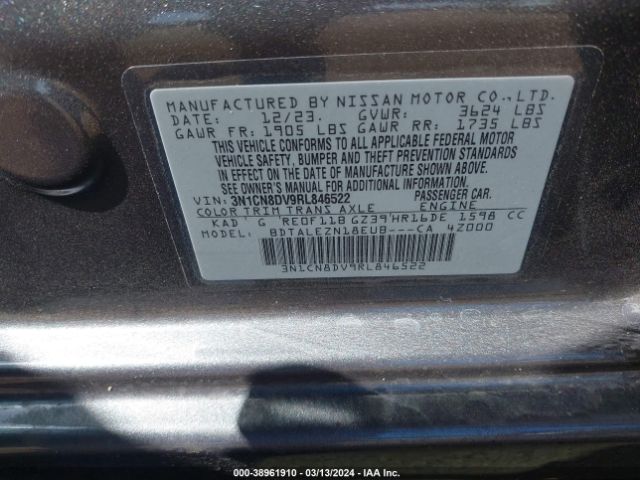 MANUFACTURED BY NISSAN MOTOR CO., LTD.
DATE: 12/23. GVWR: 3624 LBS
GAWR FR: 1905 LBS GAWR RR: 1735 LBS
THIS VEHICLE CONFORMS TO ALL APPLICABLE FEDERAL MOTOR
VEHICLE SAFETY, BUMPER AND THEFT PREVENTION STANDARDS
IN EFFECT ON THE DATE OF MANUFACTURE SHOWN ABOVE.
SEE OWNER'S MANUAL FOR ADDITIONAL INFORMATION.
VIN: 3N1CN8DV9RL846522 PASSENGER CAR.
COLOR TRIM TRANS AXLE ENGINE
KAD G RE0F11B GZ39 HR16DE 1598 CC
MODEL: BDTALEZN18EUB---CA 4Z000
3N1CN8DV9RL846522
000-38961910 - 03/13/2024 - IAA Inc.